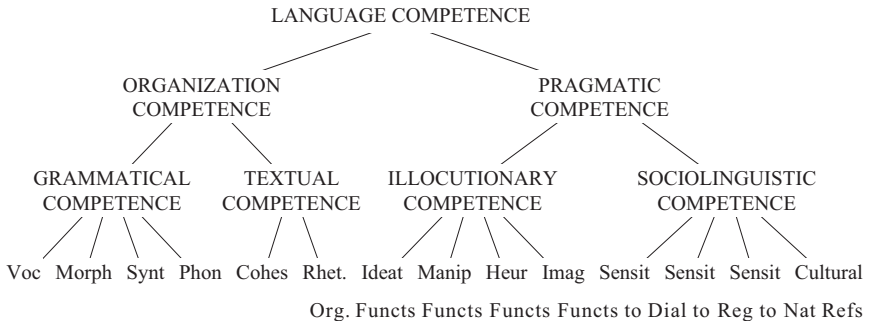 LANGUAGE COMPETENCE
ORGANIZATION COMPETENCE
PRAGMATIC COMPETENCE
GRAMMATICAL COMPETENCE
TEXTUAL COMPETENCE
ILLOCUTIONARY COMPETENCE
SOCIOLINGUISTIC COMPETENCE
Voc Morph Synt Phon Cohes Rhet. Ideat Manip Heur Imag Sensit Sensit Sensit Cultural
Org. Functs Functs Functs Functs to Dial to Reg to Nat Refs